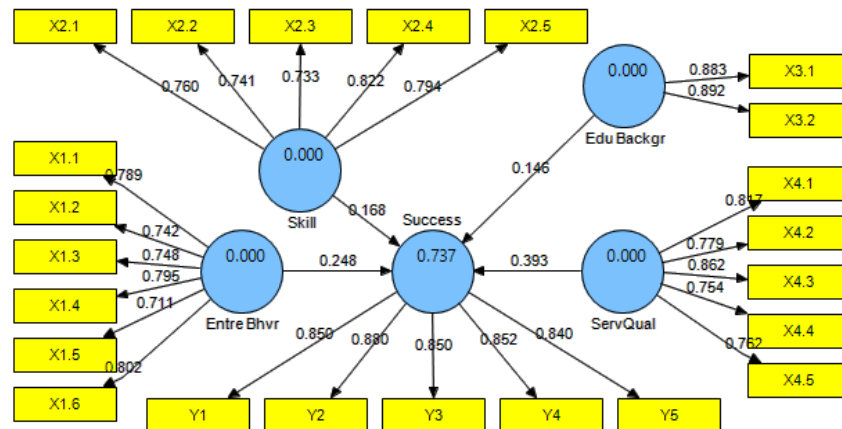 X2.1 X2.2 X2.3 X2.4 X2.5
0.760 0.741 0.733 0.822 0.794
0.000
Skill
0.000
Edu Backgr
0.883 X3.1
0.892 X3.2
0.146
0.168
X1.1 0.789
X1.2 0.742
X1.3 0.748
X1.4 0.795
X1.5 0.711
X1.6 0.802
0.000
Entre Bhvr
0.248
Success
0.737
0.393
0.000
ServQual
0.817 X4.1
0.779 X4.2
0.862 X4.3
0.754 X4.4
0.762 X4.5
0.850 0.880 0.850 0.852 0.840
Y1 Y2 Y3 Y4 Y5